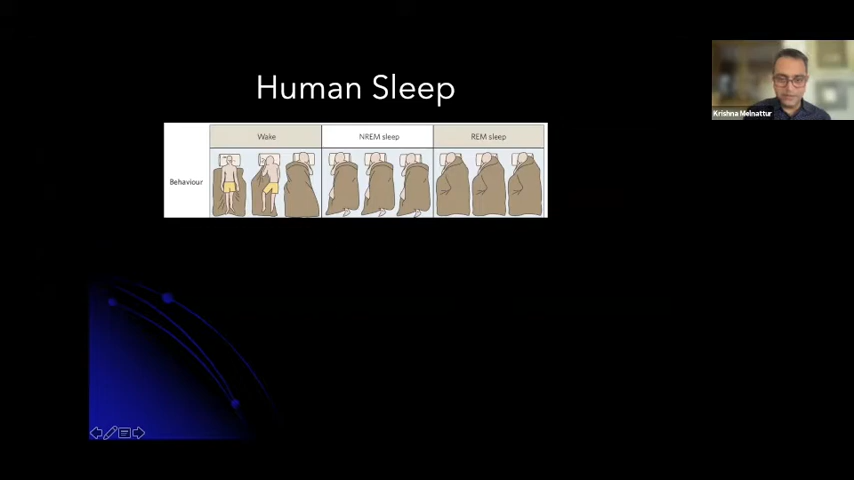 Human Sleep
Wake NREM sleep REM sleep
Behaviour
Krishna Melnattur